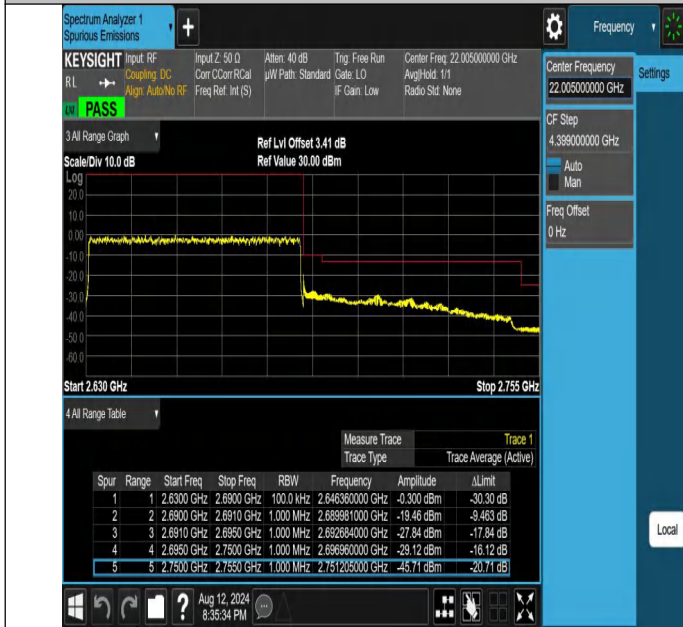 Spectrum Analyzer 1
Spurious Emissions
Frequency
KEYSIGHT
RL
PASS
Input: RF
Coupling: DC
Align: Auto/No RF
Input Z: 50 Ω
Corr CCorr RCal
Freq Ref: Int (S)
Atten: 40 dB
µW Path: Standard
Trig: Free Run
Gate: LO
IF Gain: Low
Center Freq: 22.005000000 GHz
Avg|Hold: 1/1
Radio Std: None
Center Frequency
22.005000000 GHz
Settings
CF Step
4.399000000 GHz
Auto
Man
Freq Offset
0 Hz
3 All Range Graph
Scale/Div 10.0 dB
Ref Lvl Offset 3.41 dB
Ref Value 30.00 dBm
Log
20.0
10.0
0.00
-10.0
-20.0
-30.0
-40.0
-50.0
-60.0
Start 2.630 GHz
Stop 2.755 GHz
4 All Range Table
Measure Trace Trace 1
Trace Type Trace Average (Active)
Spur Range Start Freq Stop Freq RBW Frequency Amplitude ΔLimit
1 1 2.6300 GHz 2.6900 GHz 100.0 kHz 2.646360000 GHz -0.300 dBm -30.30 dB
2 2 2.6900 GHz 2.6910 GHz 1.000 MHz 2.689981000 GHz -19.46 dBm -9.463 dB
3 3 2.6910 GHz 2.6950 GHz 1.000 MHz 2.692684000 GHz -27.84 dBm -17.84 dB
4 4 2.6950 GHz 2.7500 GHz 1.000 MHz 2.696960000 GHz -29.12 dBm -16.12 dB
5 5 2.7500 GHz 2.7550 GHz 1.000 MHz 2.751205000 GHz -45.71 dBm -20.71 dB
Local
Aug 12, 2024
8:35:34 PM